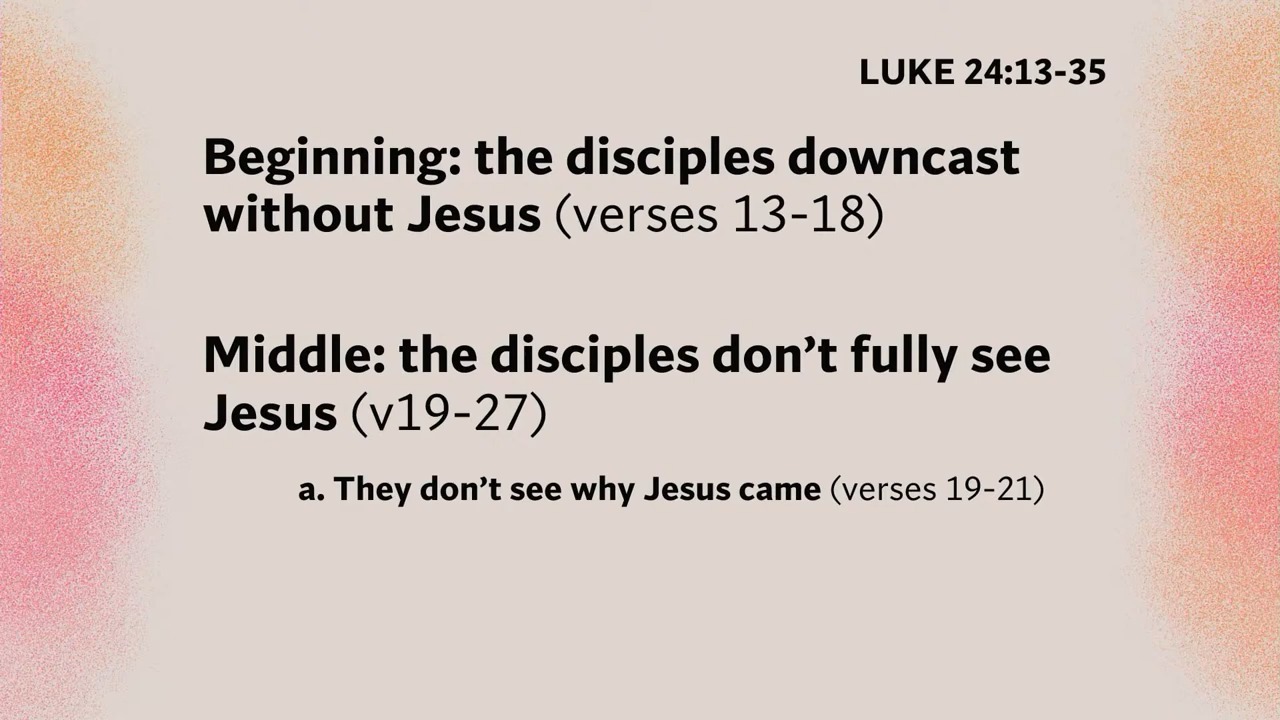 LUKE 24:13-35
Beginning: the disciples downcast
without Jesus (verses 13-18)
Middle: the disciples don’t fully see
Jesus (v19-27)
a. They don’t see why Jesus came (verses 19-21)